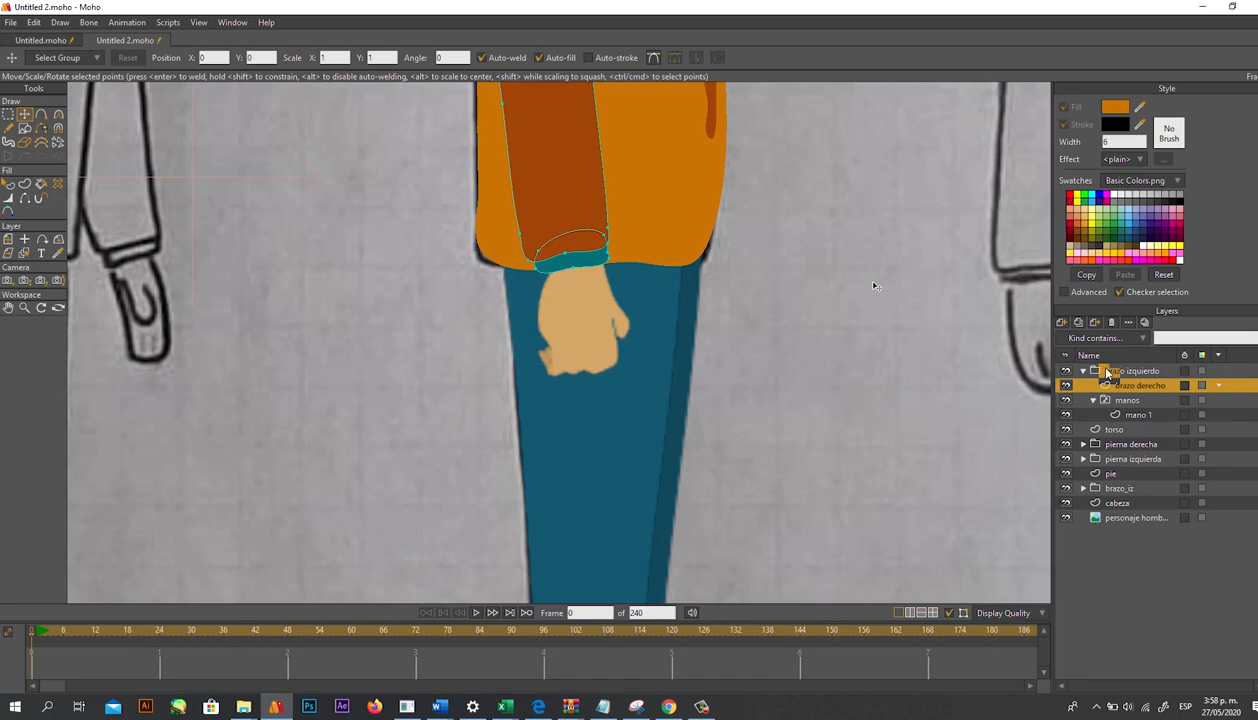 Untitled 2.moho - Moho
File Edit Draw Bone Animation Scripts View Window Help
Untitled.moho Untitled 2.moho
Select Group Reset Position X: 0 Y: 0 Scale X: 1 Y: 1 Angle: 0 Auto-weld Auto-fill Auto-stroke
Move/Scale/Rotate selected points (press <enter> to weld, hold <shift> to constrain, <alt> to disable auto-welding, <alt> to scale to center, <shift> while scaling to squash, <ctrl/cmd> to select points) Fra
Tools
Draw
Fill
Layer
Camera
Workspace
Style
Fill
Stroke
No Brush
Width 6
Effect <plain> ...
Swatches Basic Colors.png
Copy Paste Reset
Advanced Checker selection
Layers
Kind contains...
Name
izquierdo
brazo derecho
manos
mano 1
torso
pierna derecha
pierna izquierda
pie
brazo_iz
cabeza
personaje homb...
Frame 0 of 240 Display Quality
0 6 12 18 24 30 36 42 48 54 60 66 72 78 84 90 96 102 108 114 120 126 132 138 144 150 156 162 168 174 180 186
0 1 2 3 4 5 6 7
Ai Ps Ae ESP 3:58 p. m.
27/05/2020